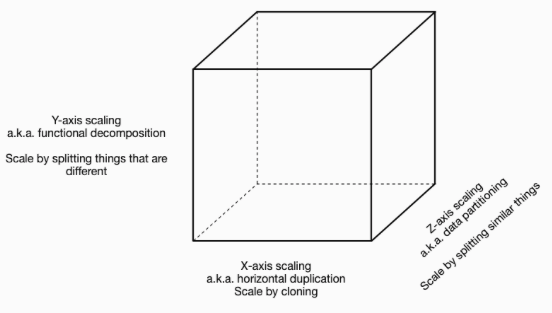 Y-axis scaling
a.k.a. functional decomposition
Scale by splitting things that are
different
X-axis scaling
a.k.a. horizontal duplication
Scale by cloning
Z-axis scaling
a.k.a. data partitioning
Scale by splitting similar things